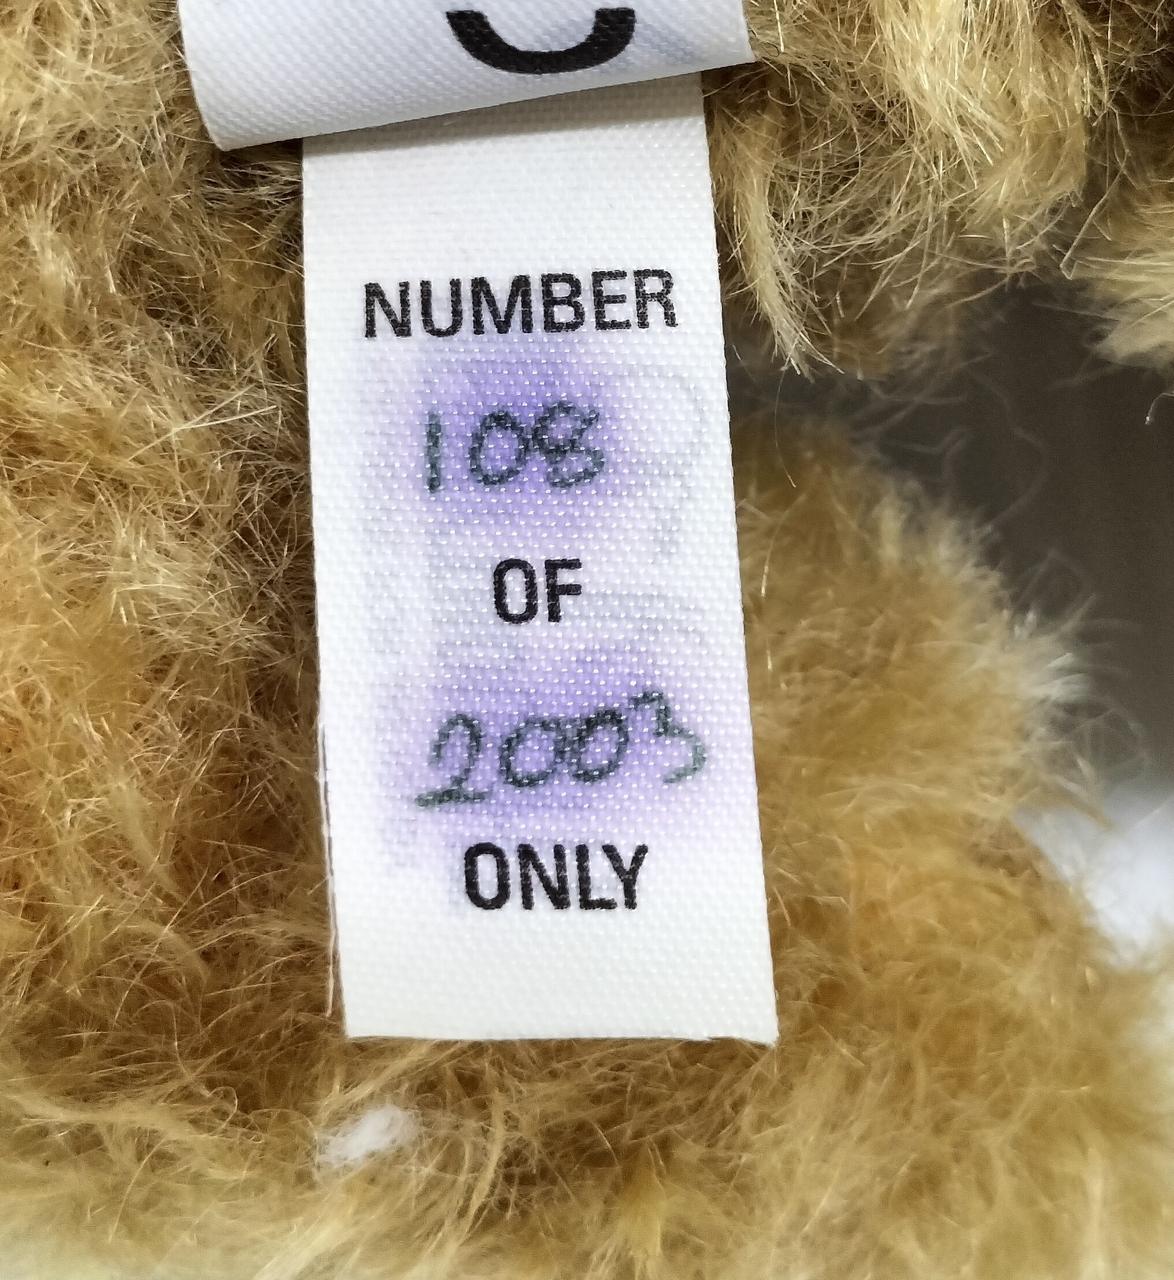 NUMBER
108
OF
2003
ONLY